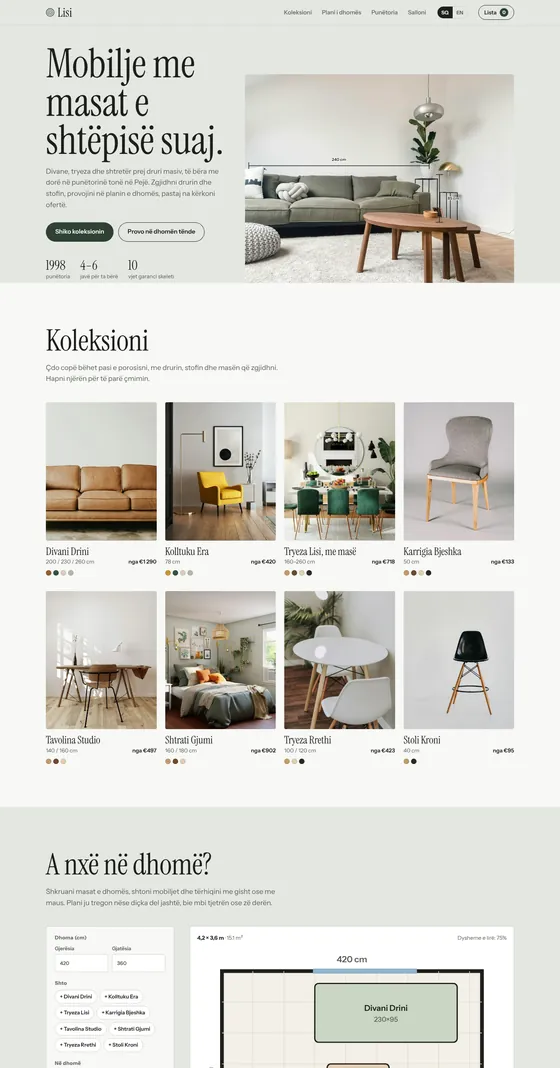 Lisi
Koleksioni
Plani i dhomës
Punëtoria
Salloni
SQ
EN
Lista
0
Mobilje me
masat e
shtëpisë suaj.
Divane, tryeza dhe shtretër prej druri masiv, të bëra me
dorë në punëtorinë tonë në Pejë. Zgjidhni drurin dhe
stofin, provojini në planin e dhomës, pastaj na kërkoni
ofertë.
Shiko koleksionin
Provo në dhomën tënde
1998
4–6
10
punëtoria
javë për ta bërë
vjet garanci skeleti
240 cm
Koleksioni
Çdo copë bëhet pasi e porosisni, me drurin, stofin dhe masën që zgjidhni.
Hapni njërën për të parë çmimin.
Divani Drini
200 / 230 / 260 cm
nga €1 290
Kolltuku Era
78 cm
nga €420
Tryeza Lisi, me masë
160–260 cm
nga €718
Karrigia Bjeshka
50 cm
nga €133
Tavolina Studio
140 / 160 cm
nga €497
Shtrati Gjumi
160 / 180 cm
nga €902
Tryeza Rrethi
100 / 120 cm
nga €423
Stoli Kroni
40 cm
nga €95
A nxë në dhomë?
Shkruani masat e dhomës, shtoni mobiljet dhe tërhiqini me gisht ose me
maus. Plani ju tregon nëse diçka del jashtë, bie mbi tjetrën ose zë derën.
Dhoma (cm)
Gjerësia
Gjatësia
420
360
Shto
+ Divani Drini
+ Kolltuku Era
+ Tryeza Lisi
+ Karrigia Bjeshka
+ Tavolina Studio
+ Shtrati Gjumi
+ Tryeza Rrethi
+ Stoli Kroni
Në dhomë
4,2 × 3,6 m · 15.1 m²
Dysheme e lirë: 75%
420 cm
Divani Drini
230×95